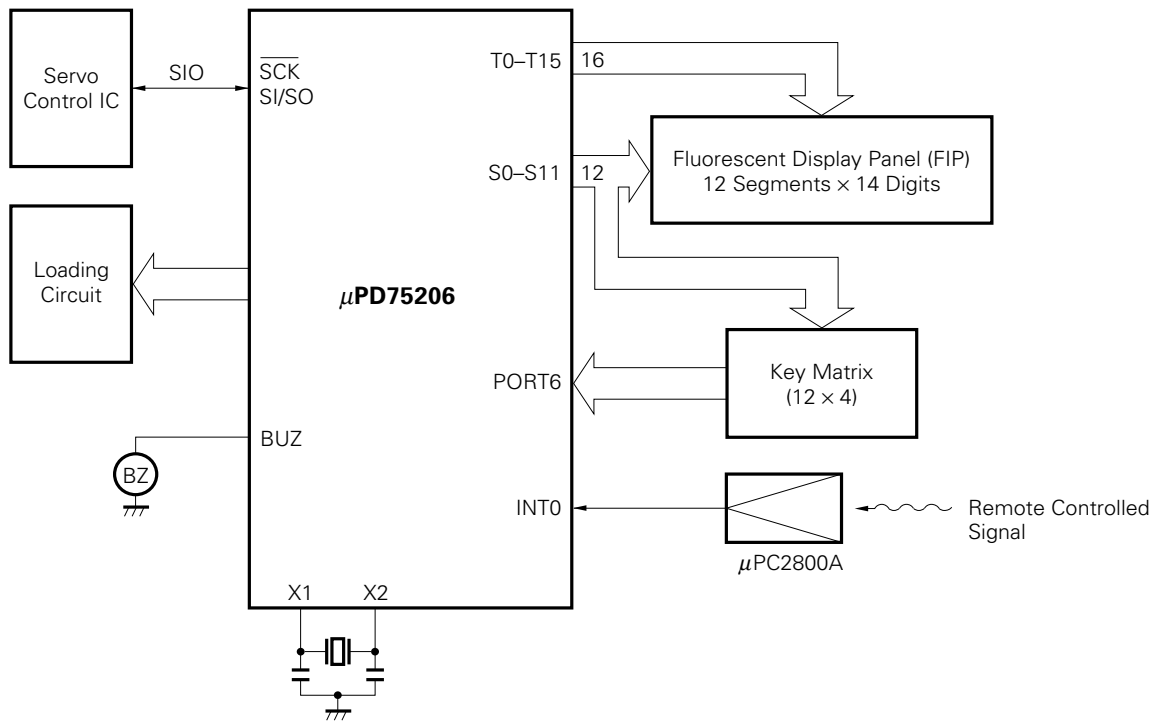 Servo
Control IC
SIO
SCK
SI/SO
T0–T15
16
S0–S11
12
Fluorescent Display Panel (FIP)
12 Segments × 14 Digits
Loading
Circuit
μPD75206
PORT6
Key Matrix
(12 × 4)
BUZ
BZ
INT0
Remote Controlled
Signal
μPC2800A
X1
X2